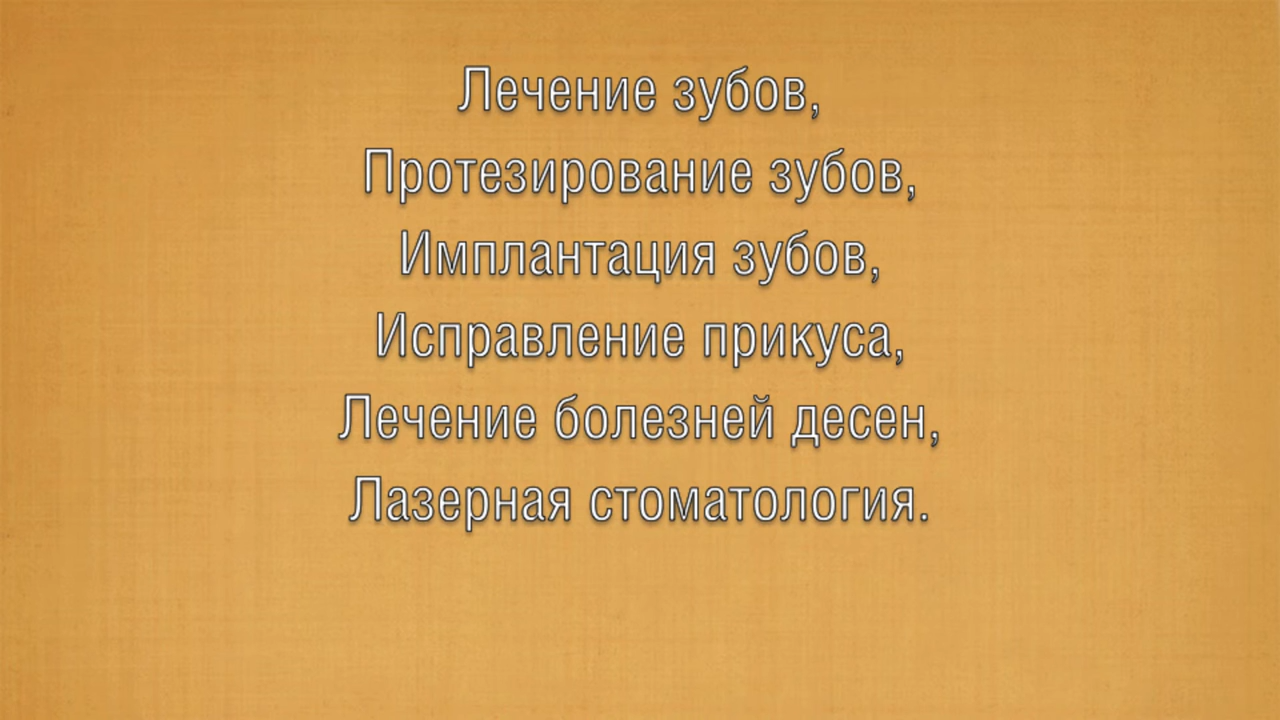 Лечение зубов,
Протезирование зубов,
Имплантация зубов,
Исправление прикуса,
Лечение болезней десен,
Лазерная стоматология.